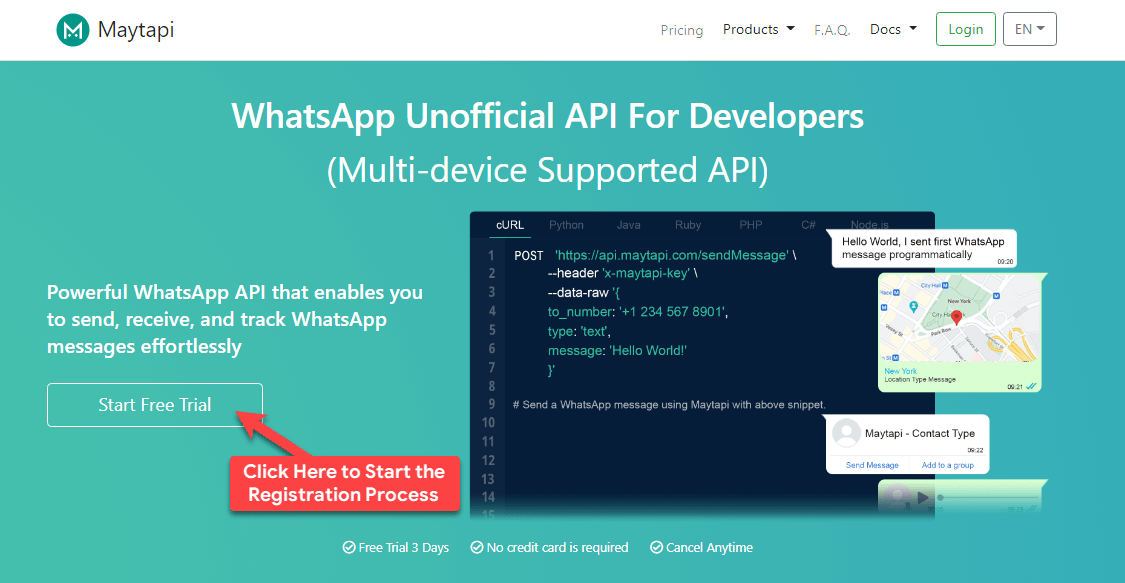 Maytapi
Pricing
Products
F.A.Q.
Docs
Login
EN
WhatsApp Unofficial API For Developers
(Multi-device Supported API)
Powerful WhatsApp API that enables you
to send, receive, and track WhatsApp
messages effortlessly
Start Free Trial
Click Here to Start the
Registration Process
cURL Python Java Ruby PHP C# Node.js
1 POST 'https://api.maytapi.com/sendMessage' \
2 --header 'x-maytapi-key' \
3 --data-raw '{
4 to_number: '+1 234 567 8901',
5 type: 'text',
6 message: 'Hello World!'
7 }'
8
9 # Send a WhatsApp message using Maytapi with above snippet.
10
11
12
13
14
15
Hello World, I sent first WhatsApp
message programmatically
09:20
City Hall
New York
City Ha
Park Row
New York
Location Type Message
09:21
Maytapi - Contact Type
09:22
Send Message Add to a group
Free Trial 3 Days No credit card is required Cancel Anytime